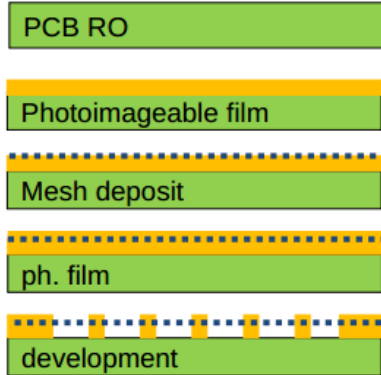 PCB RO
Photoimageable film
Mesh deposit
ph. film
development